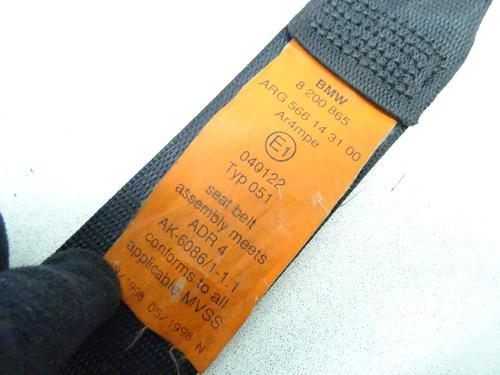 BMW
8 200 865
ARG 566 14 31 00
Ar4mpe
E1
040122
Typ 051
seat belt
assembly meets
ADR 4
AK-6086/1-1.1
conforms to all
applicable MVSS
/1998 05/1998 N